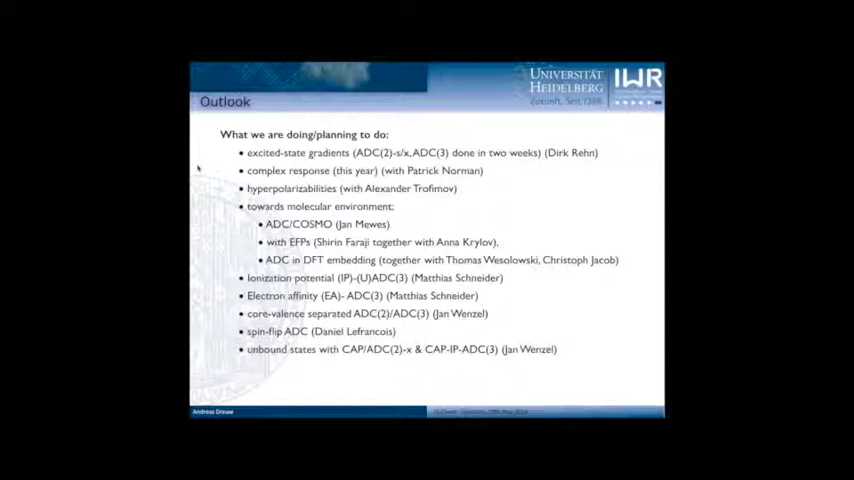 UNIVERSITÄT
HEIDELBERG
Zukunft. Seit 1386.
IWR
Outlook
What we are doing/planning to do:
• excited-state gradients (ADC(2)-s/x, ADC(3) done in two weeks) (Dirk Rehn)
• complex response (this year) (with Patrick Norman)
• hyperpolarizabilities (with Alexander Trofimov)
• towards molecular environment:
• ADC/COSMO (Jan Mewes)
• with EFPs (Shirin Faraji together with Anna Krylov),
• ADC in DFT embedding (together with Thomas Wesolowski, Christoph Jacob)
• Ionization potential (IP)-(U)ADC(3) (Matthias Schneider)
• Electron affinity (EA)- ADC(3) (Matthias Schneider)
• core-valence separated ADC(2)/ADC(3) (Jan Wenzel)
• spin-flip ADC (Daniel Lefrancois)
• unbound states with CAP/ADC(2)-x & CAP-IP-ADC(3) (Jan Wenzel)
Andreas Dreuw